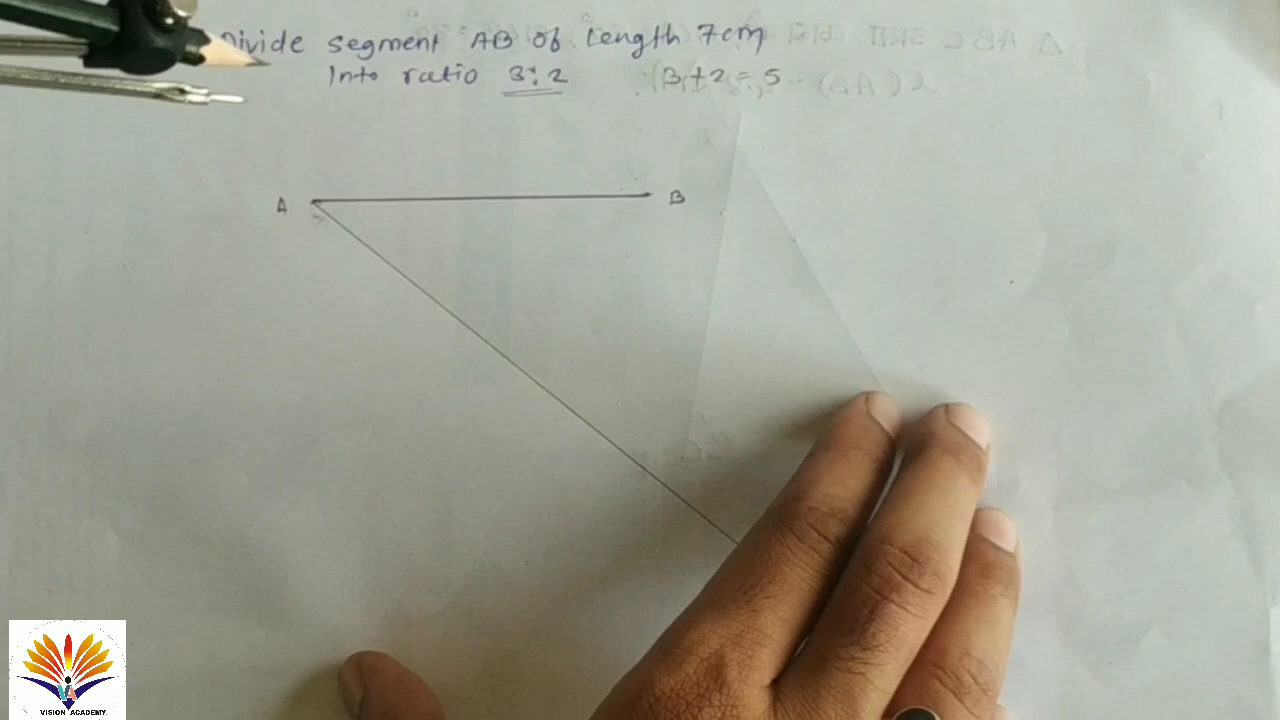 Divide segment AB of Length 7cm
Into ratio 3:2 3+2=5
A
B
VISION ACADEMY